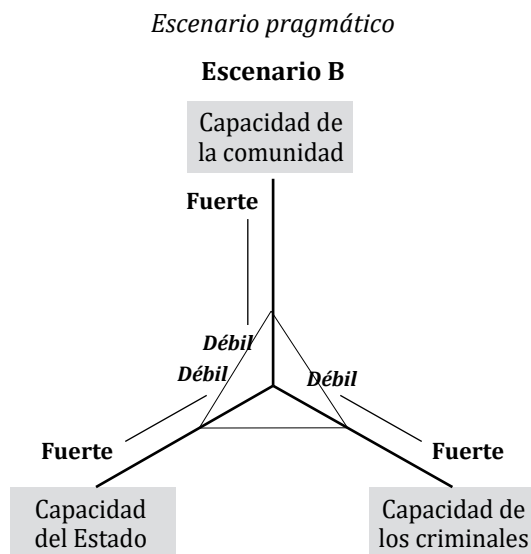 Escenario pragmático
Escenario B
Capacidad de
la comunidad
Fuerte
Débil
Débil
Débil
Fuerte
Fuerte
Capacidad
del Estado
Capacidad de
los criminales